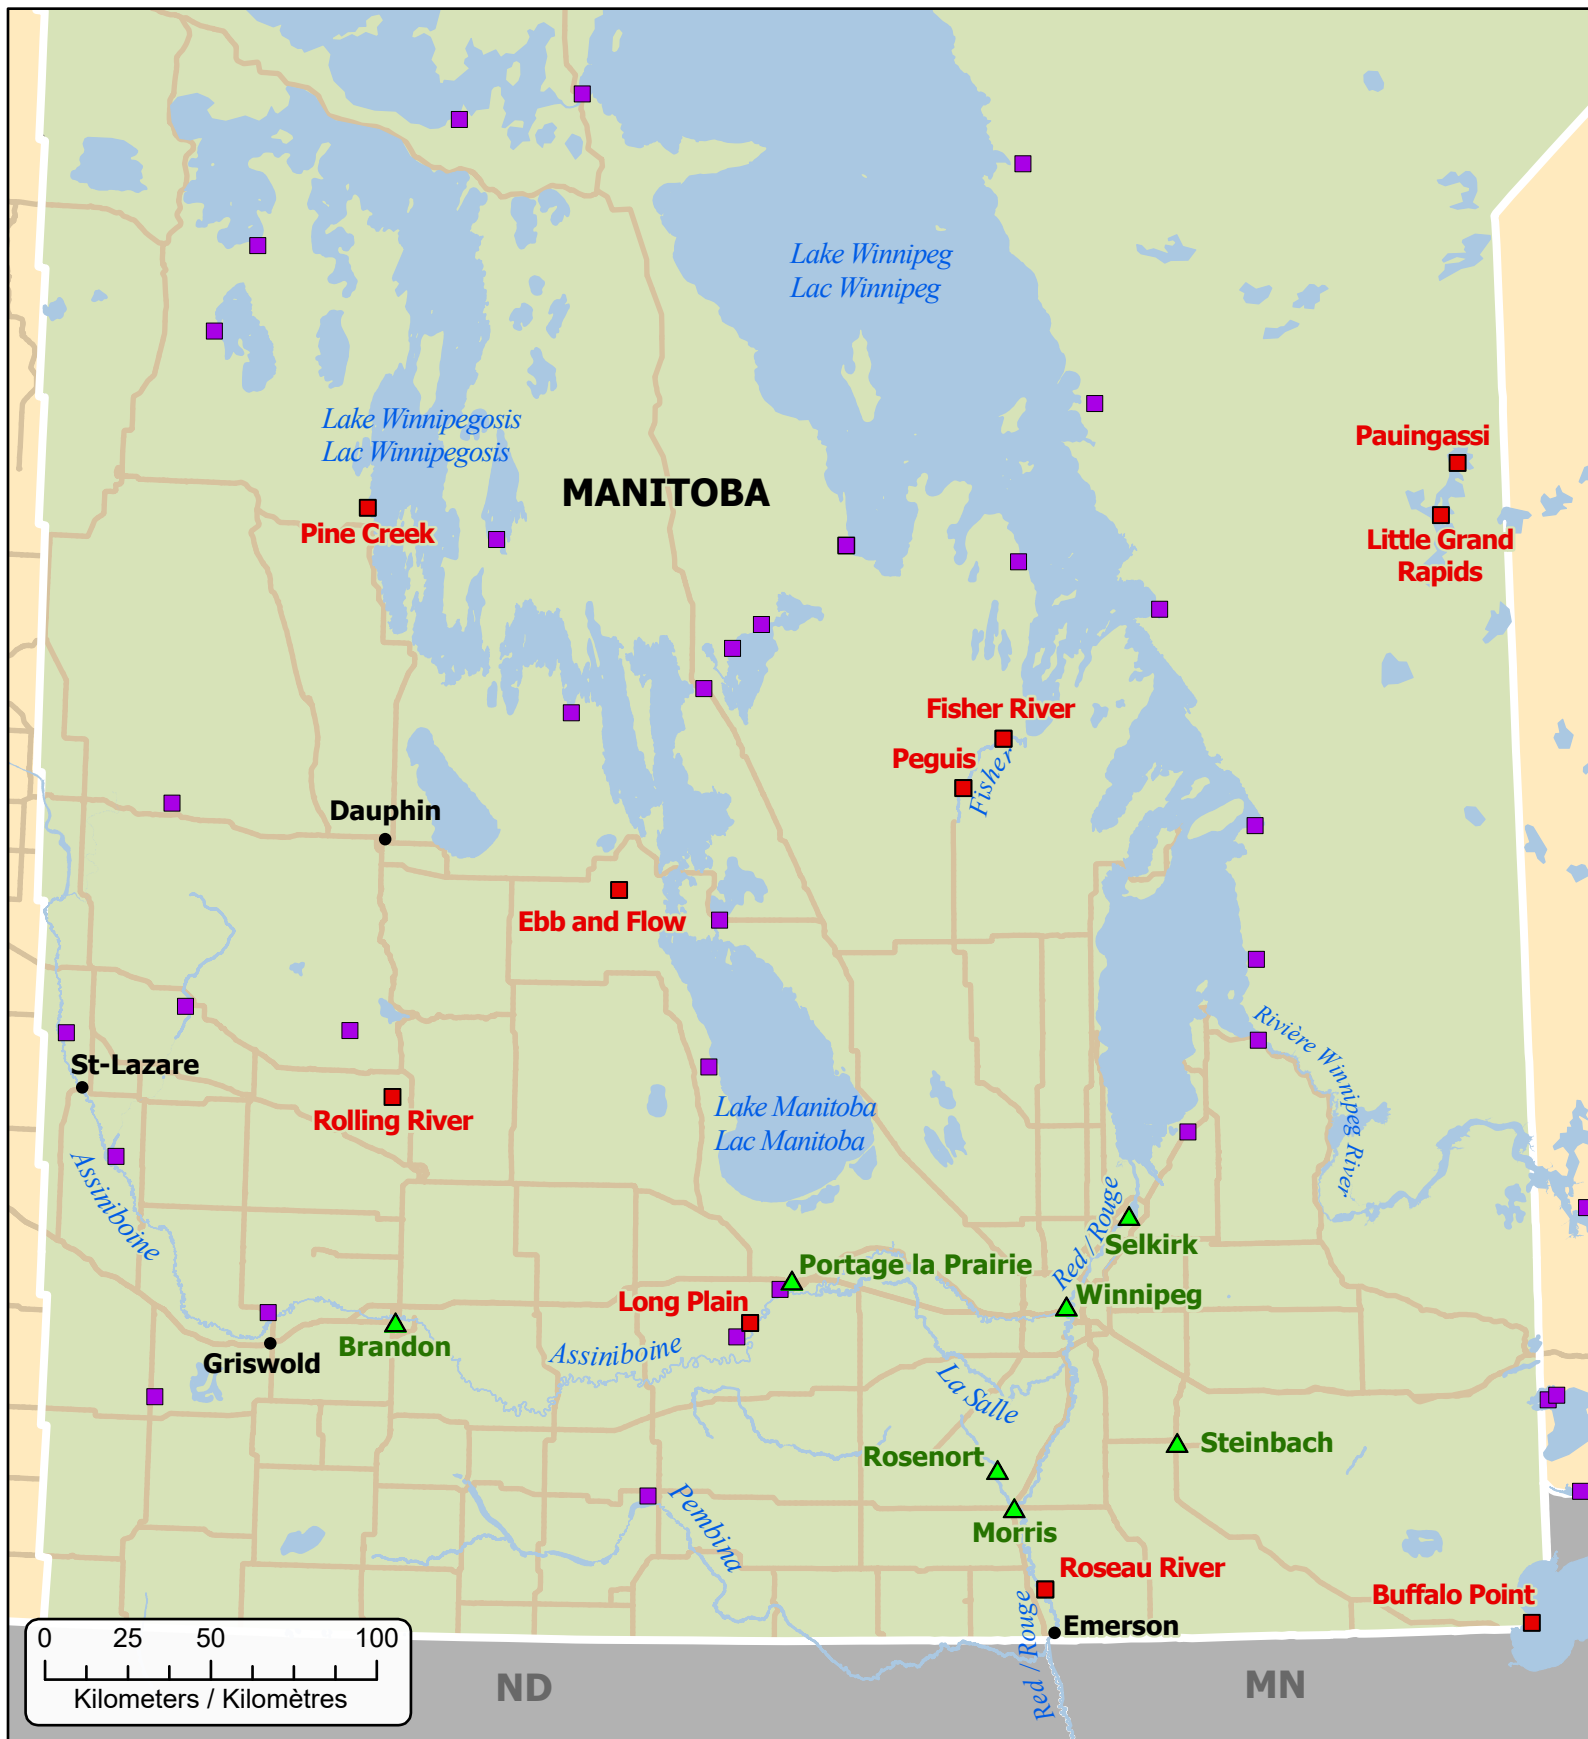 Lake Winnipeg
Lac Winnipeg
Lake Winnipegosis
Lac Winnipegosis
Pauingassi
MANITOBA
Pine Creek
Little Grand
Rapids
Fisher River
Peguis
Fisher
Dauphin
Ebb and Flow
Rivière Winnipeg River
St-Lazare
Rolling River
Lake Manitoba
Lac Manitoba
Assiniboine
Red / Rouge
Selkirk
Portage la Prairie
Winnipeg
Long Plain
Brandon
Griswold
Assiniboine
La Salle
Steinbach
Rosenort
Pembina
Morris
Roseau River
Buffalo Point
Red / Rouge
Emerson
0 25 50 100
Kilometers / Kilomètres
ND
MN